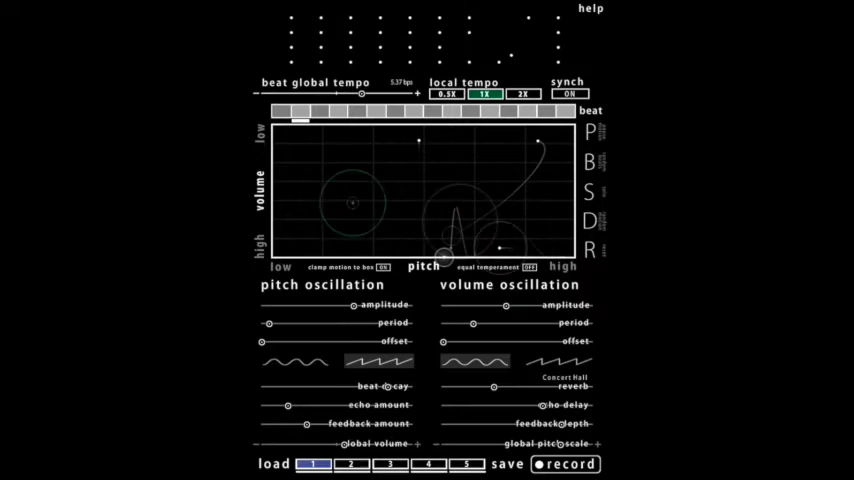 help
beat global tempo 5.37 bps
local tempo
synch
0.5X 1X 2X ON
beat
low
volume
high
P
B
S
D
R
low
clamp motion to box ON
pitch
equal temperament OFF
high
pitch oscillation
volume oscillation
amplitude
amplitude
period
period
offset
offset
Concert Hall
beat decay
reverb
echo amount
echo delay
feedback amount
feedback depth
global volume
global pitch scale
load 1 2 3 4 5 save record